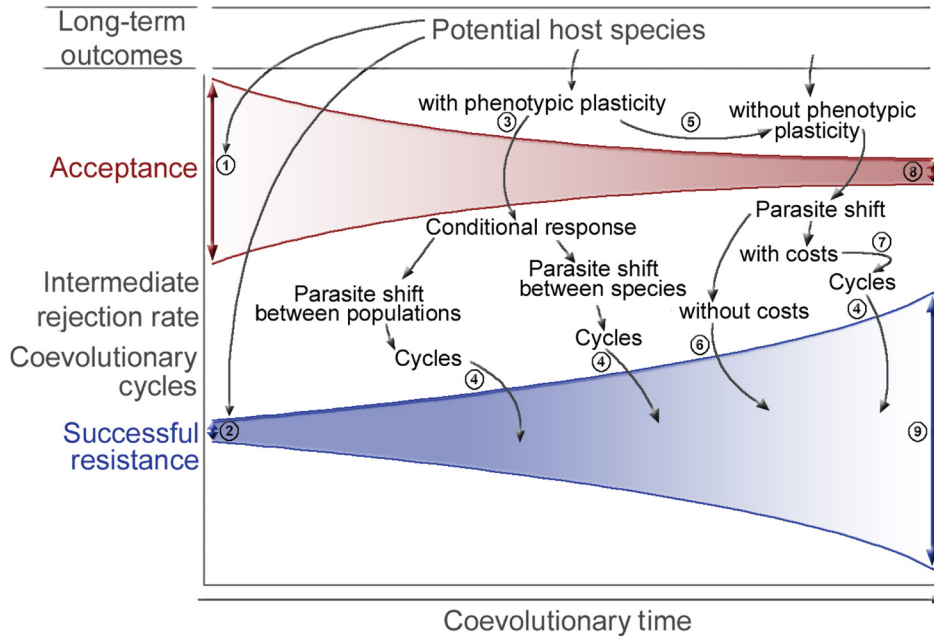 Long-term
outcomes
Potential host species
with phenotypic plasticity
without phenotypic
plasticity
③
⑤
Acceptance
①
⑧
Parasite shift
Conditional response
with costs
⑦
Intermediate
rejection rate
Parasite shift
between populations
Parasite shift
between species
Cycles
without costs
④
Coevolutionary
cycles
Cycles
④
Cycles
④
⑥
Successful
resistance
②
⑨
Coevolutionary time